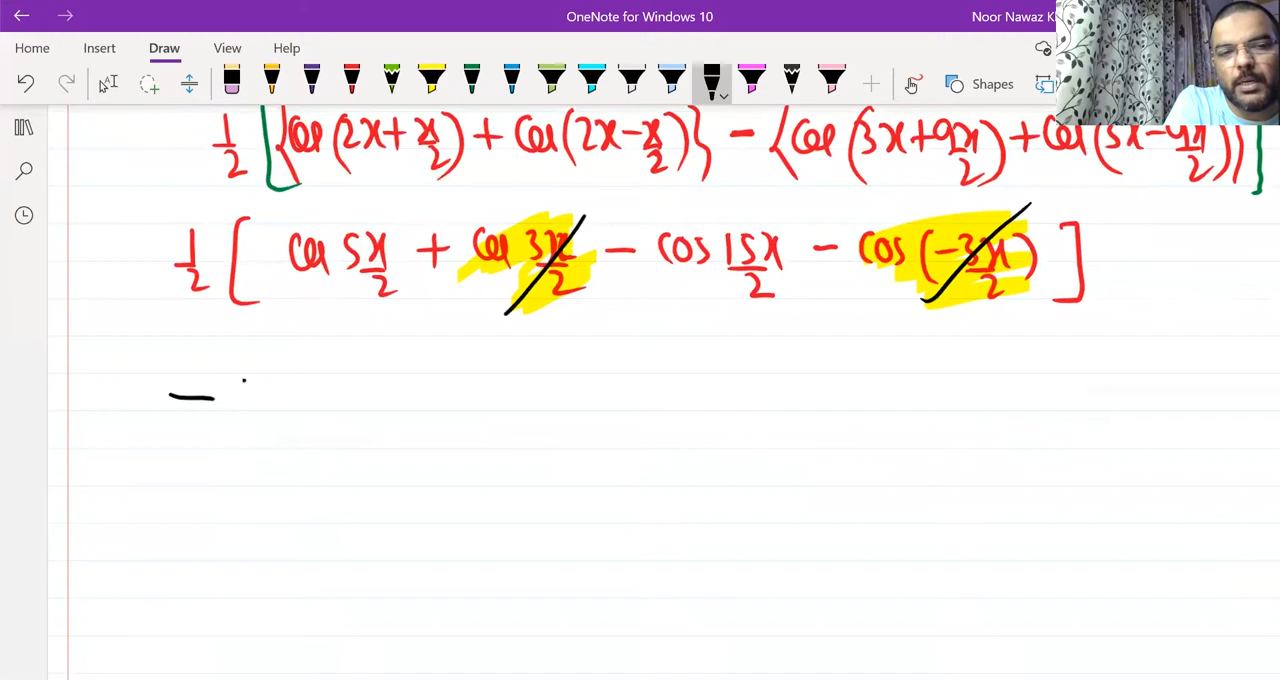 OneNote for Windows 10
Noor Nawaz K
Home Insert Draw View Help
Shapes
1/2 [{Cos(2x+x/2) + Cos(2x-x/2)} - {Cos(3x+9x/2) + Cos(3x-9x/2)}]
1/2 [ Cos 5x/2 + Cos 3x/2 - Cos 15x/2 - Cos (-3x/2) ]